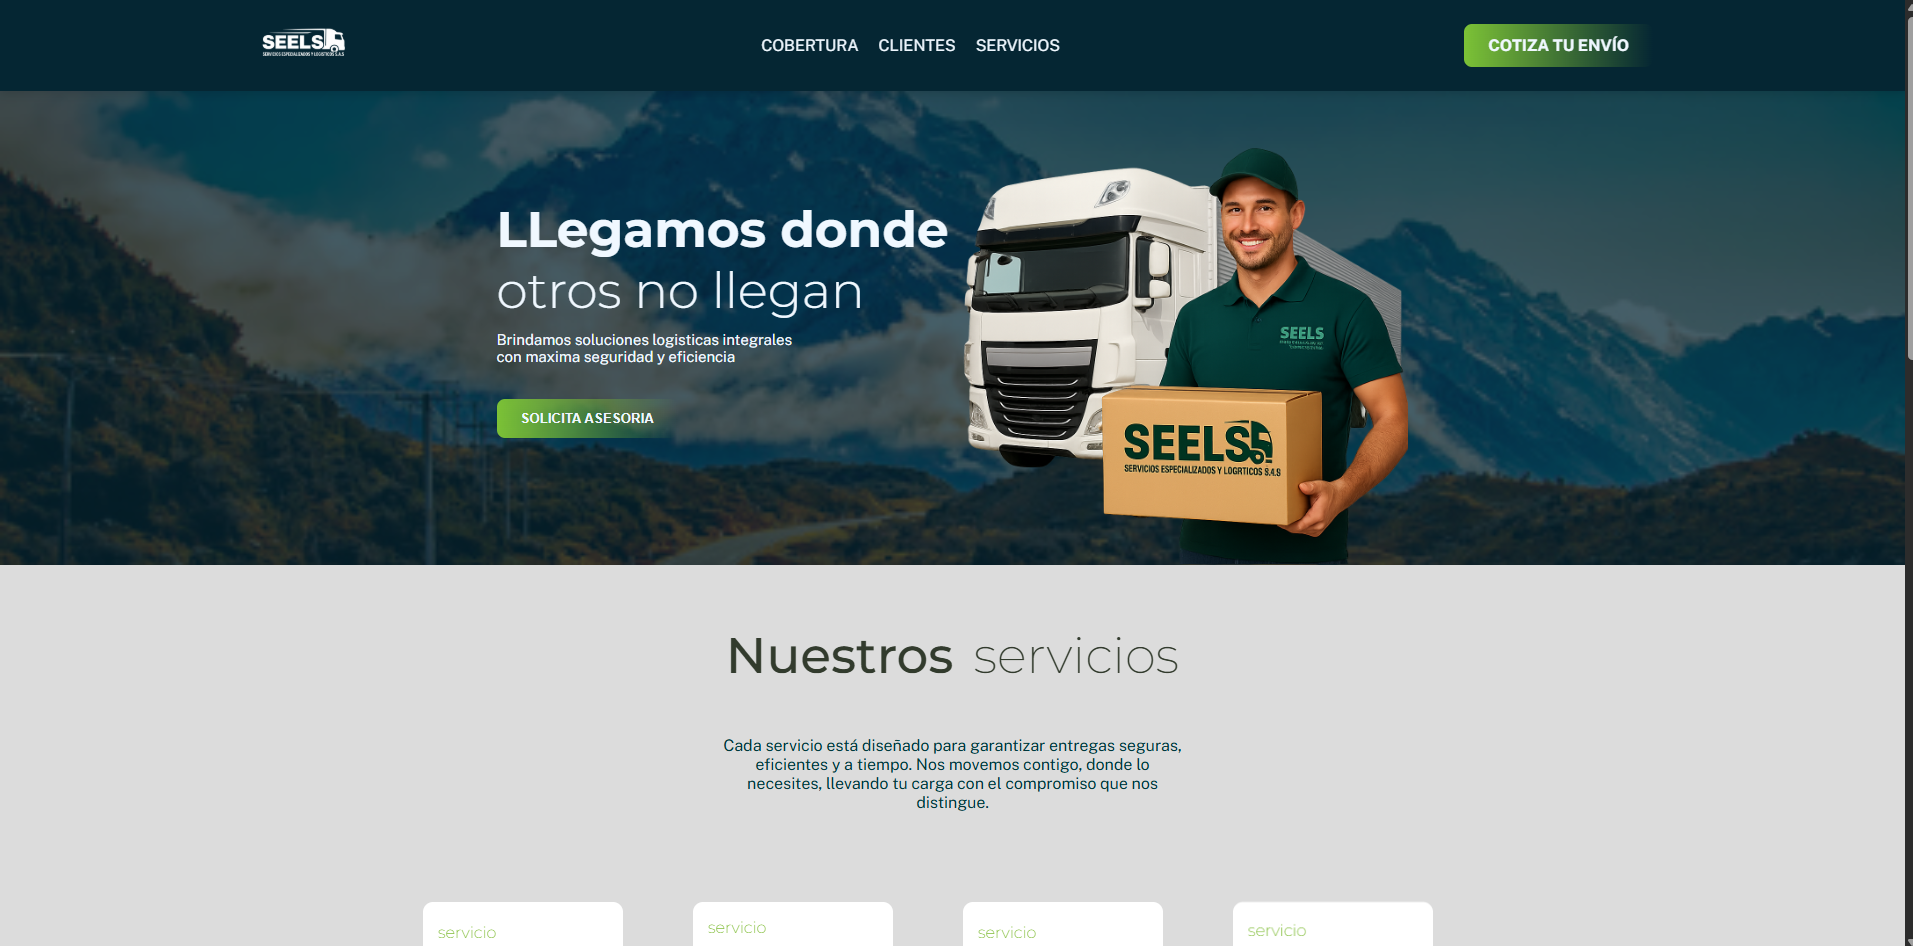 SEELS
SERVICIOS ESPECIALIZADOS Y LOGISTICOS S.A.S
COBERTURA CLIENTES SERVICIOS
COTIZA TU ENVÍO
LLegamos donde
otros no llegan
Brindamos soluciones logisticas integrales
con maxima seguridad y eficiencia
SOLICITA ASESORIA
SEELS
SEELS
SERVICIOS ESPECIALIZADOS Y LOGRTICOS S.4.S
Nuestros servicios
Cada servicio está diseñado para garantizar entregas seguras,
eficientes y a tiempo. Nos movemos contigo, donde lo
necesites, llevando tu carga con el compromiso que nos
distingue.
servicio servicio servicio servicio